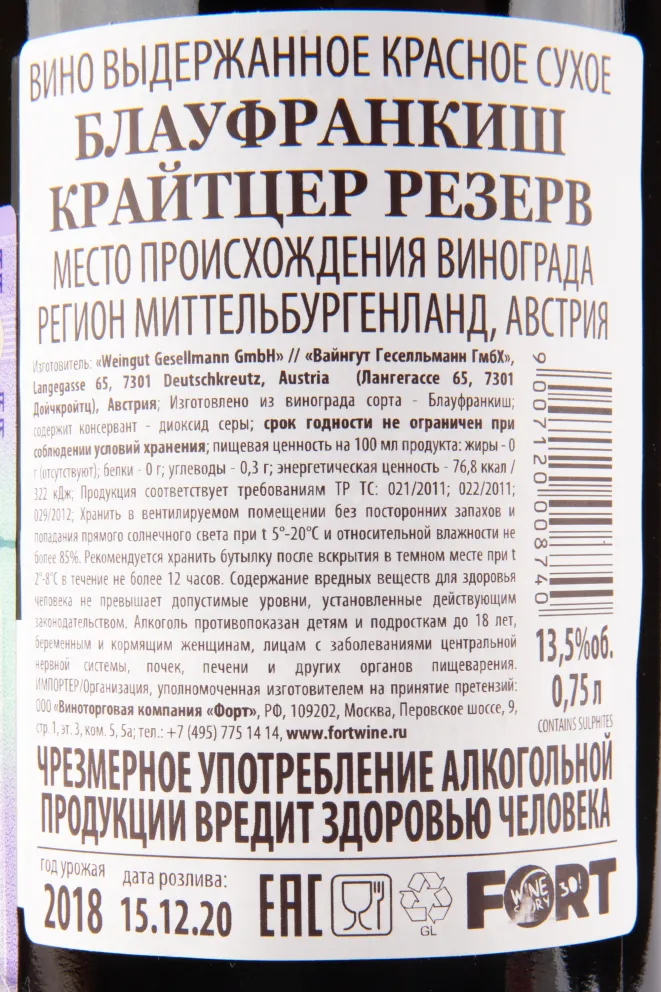 ВИНО ВЫДЕРЖАННОЕ КРАСНОЕ СУХОЕ
БЛАУФРАНКИШ
КРАЙТЦЕР РЕЗЕРВ
МЕСТО ПРОИСХОЖДЕНИЯ ВИНОГРАДА
РЕГИОН МИТТЕЛЬБУРГЕНЛАНД, АВСТРИЯ
Изготовитель: «Weingut Gesellmann GmbH» // «Вайнгут Геселльманн ГмбХ»,
Langegasse 65, 7301 Deutschkreutz, Austria (Лангегассе 65, 7301
Дойчкройтц), Австрия; Изготовлено из винограда сорта - Блауфранкиш;
содержит консервант - диоксид серы; срок годности не ограничен при
соблюдении условий хранения; пищевая ценность на 100 мл продукта: жиры - 0
г (отсутствуют); белки - 0 г; углеводы - 0,3 г; энергетическая ценность - 76,8 ккал /
322 кДж; Продукция соответствует требованиям ТР ТС: 021/2011; 022/2011;
029/2012; Хранить в вентилируемом помещении без посторонних запахов и
попадания прямого солнечного света при t 5°-20°С и относительной влажности не
более 85%. Рекомендуется хранить бутылку после вскрытия в темном месте при t
2°-8°С в течение не более 12 часов. Содержание вредных веществ для здоровья
человека не превышает допустимые уровни, установленные действующим
законодательством. Алкоголь противопоказан детям и подросткам до 18 лет,
беременным и кормящим женщинам, лицам с заболеваниями центральной
нервной системы, почек, печени и других органов пищеварения.
ИМПОРТЕР/Организация, уполномоченная изготовителем на принятие претензий:
ООО «Виноторговая компания «Форт», РФ, 109202, Москва, Перовское шоссе, 9,
стр. 1, эт. 3, ком. 5, 5а; тел.: +7 (495) 775 14 14, www.fortwine.ru
9 007120 008740
13,5%об.
0,75 л
CONTAINS SULPHITES
ЧРЕЗМЕРНОЕ УПОТРЕБЛЕНИЕ АЛКОГОЛЬНОЙ
ПРОДУКЦИИ ВРЕДИТ ЗДОРОВЬЮ ЧЕЛОВЕКА
год урожая
2018
дата розлива:
15.12.20
EAC
GL
FORT
WINE
STORY
30!